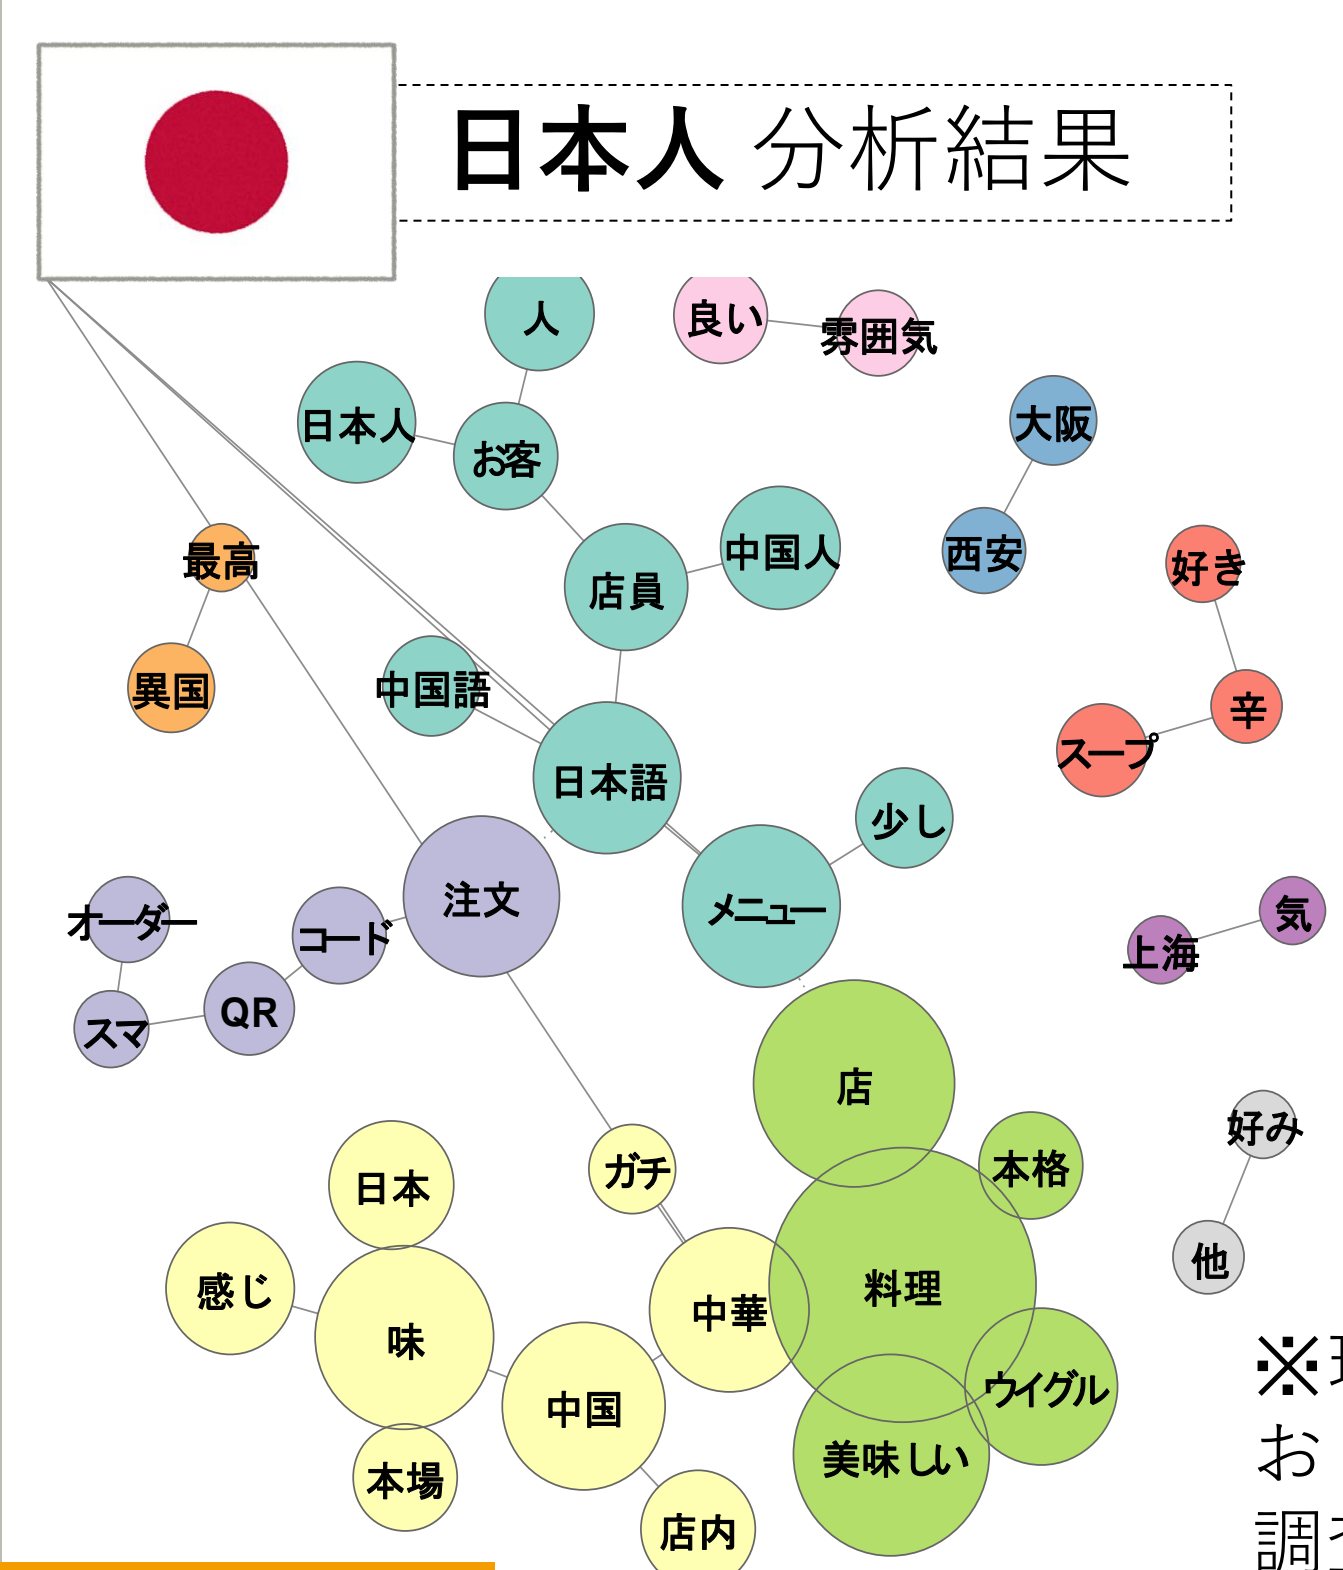 日本人 分析結果
人
良い
雰囲気
日本人
お客
大阪
中国人
西安
最高
店員
好き
異国
中国語
辛
スープ
日本語
少し
注文
メニュー
オーダー
コード
気
上海
QR
スマ
店
好み
本格
ガチ
日本
他
感じ
料理
中華
味
ウイグル
中国
美味しい
本場
店内
※
お
調